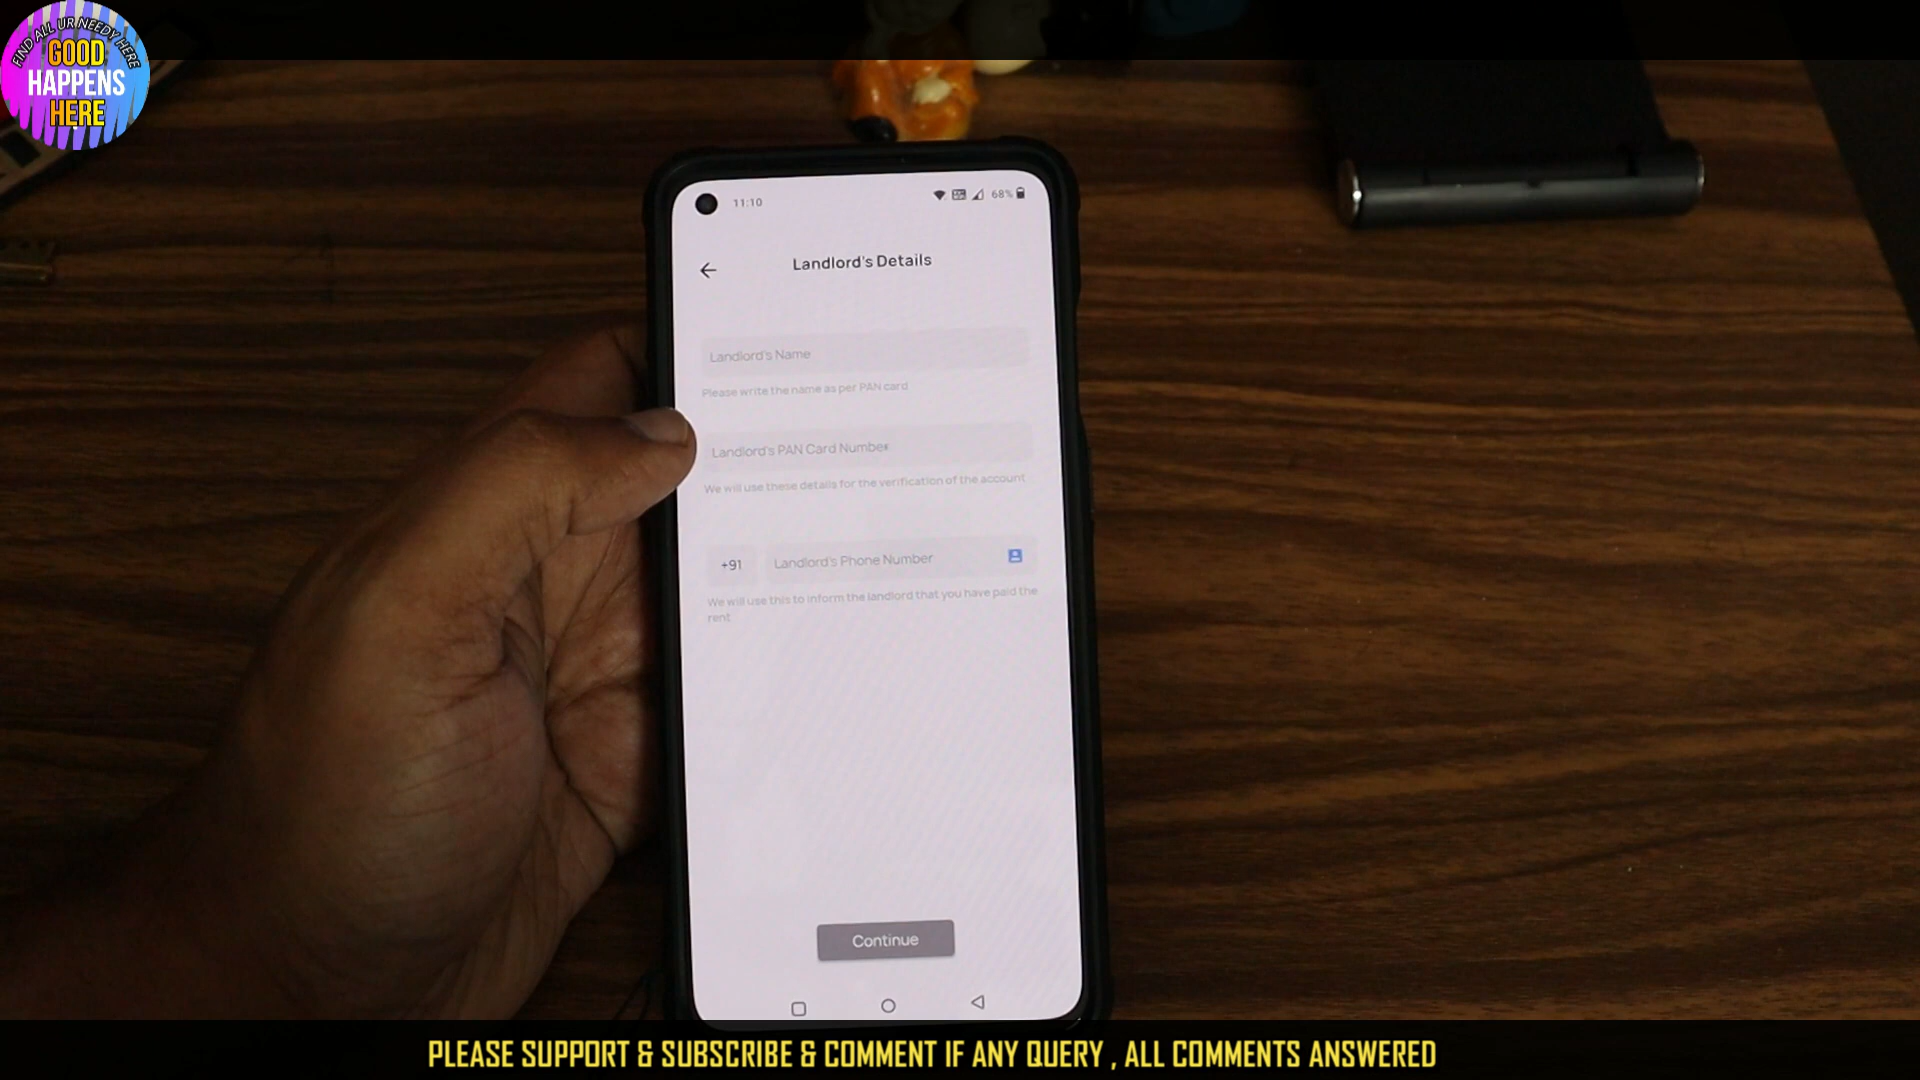 FIND ALL UR NEEDY HERE
GOOD
HAPPENS
HERE
11:10
68%
Landlord's Details
Landlord's Name
Please write the name as per PAN card
Landlord's PAN Card Number
We will use these details for the verification of the account
+91
Landlord's Phone Number
We will use this to inform the landlord that you have paid the
rent
Continue
PLEASE SUPPORT & SUBSCRIBE & COMMENT IF ANY QUERY , ALL COMMENTS ANSWERED